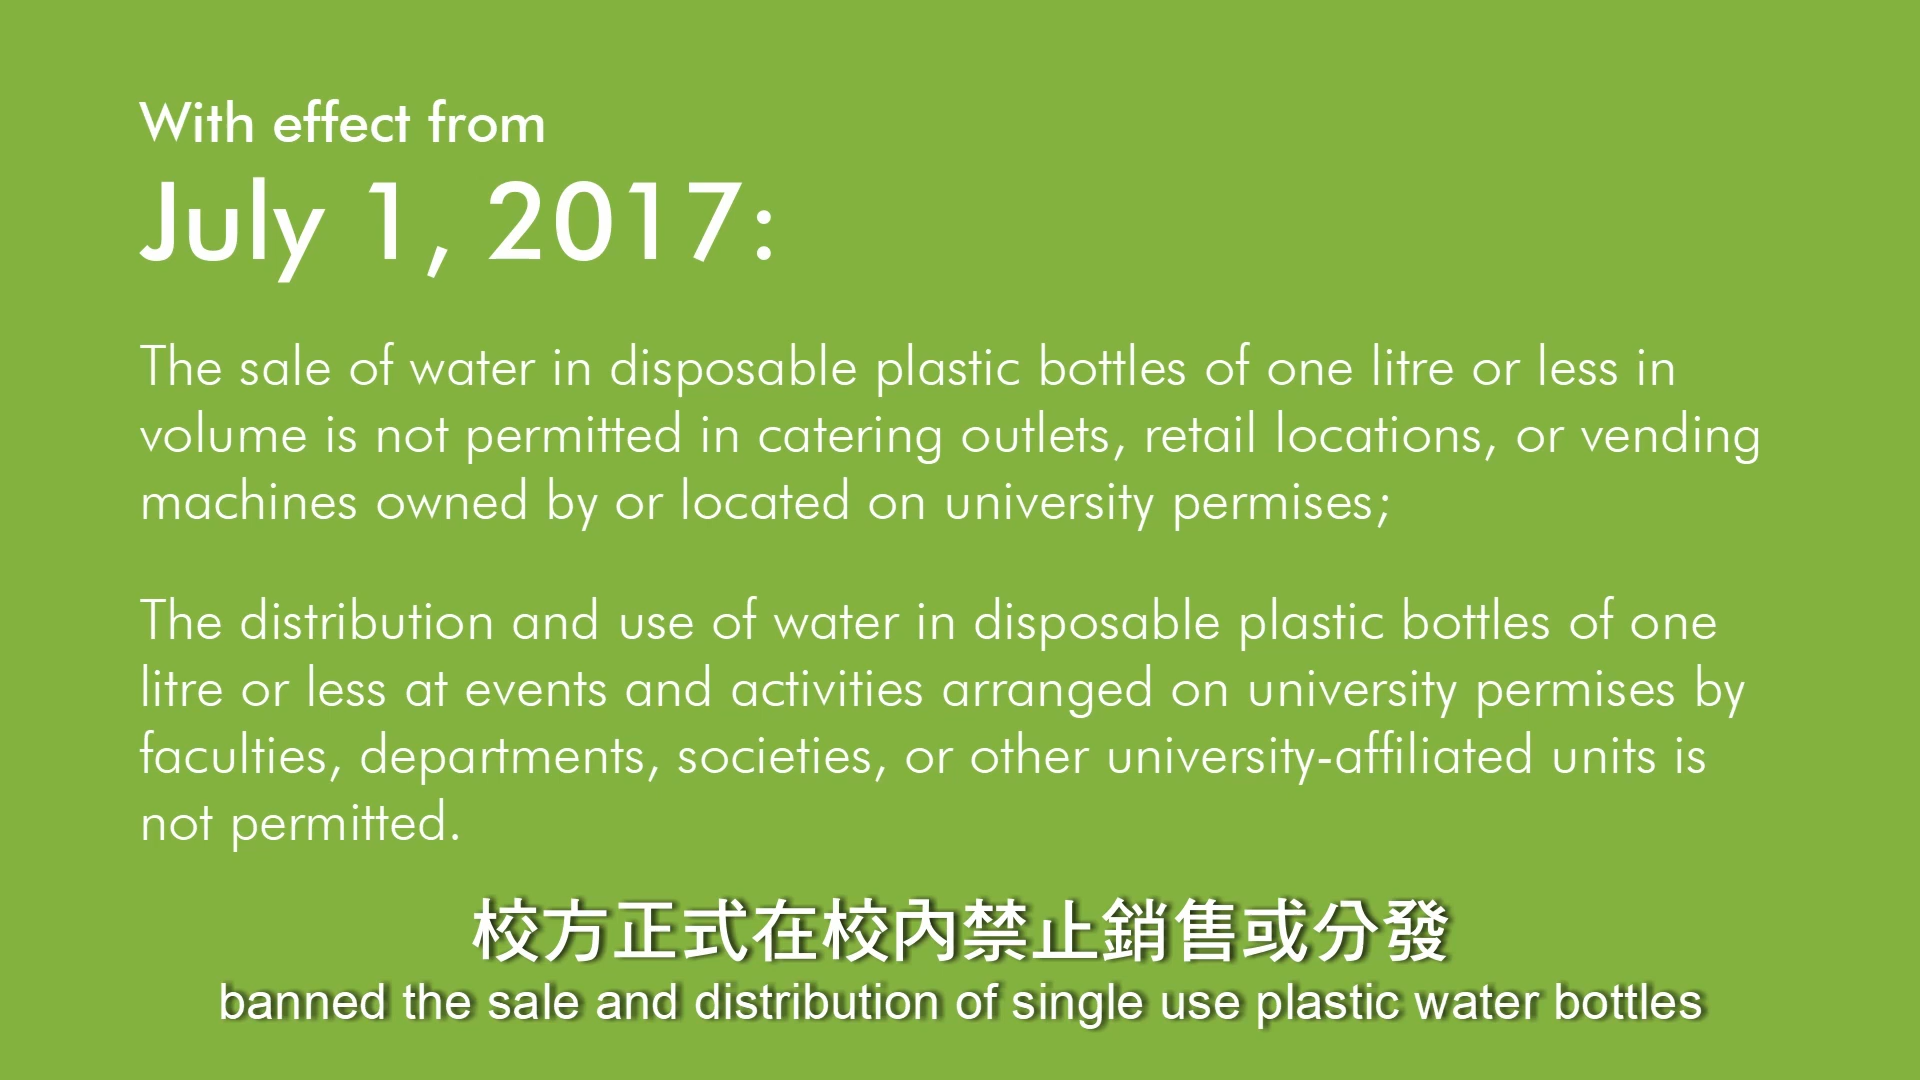 With effect from
July 1, 2017:
The sale of water in disposable plastic bottles of one litre or less in
volume is not permitted in catering outlets, retail locations, or vending
machines owned by or located on university permises;
The distribution and use of water in disposable plastic bottles of one
litre or less at events and activities arranged on university permises by
faculties, departments, societies, or other university-affiliated units is
not permitted.
校方正式在校內禁止銷售或分發
banned the sale and distribution of single use plastic water bottles